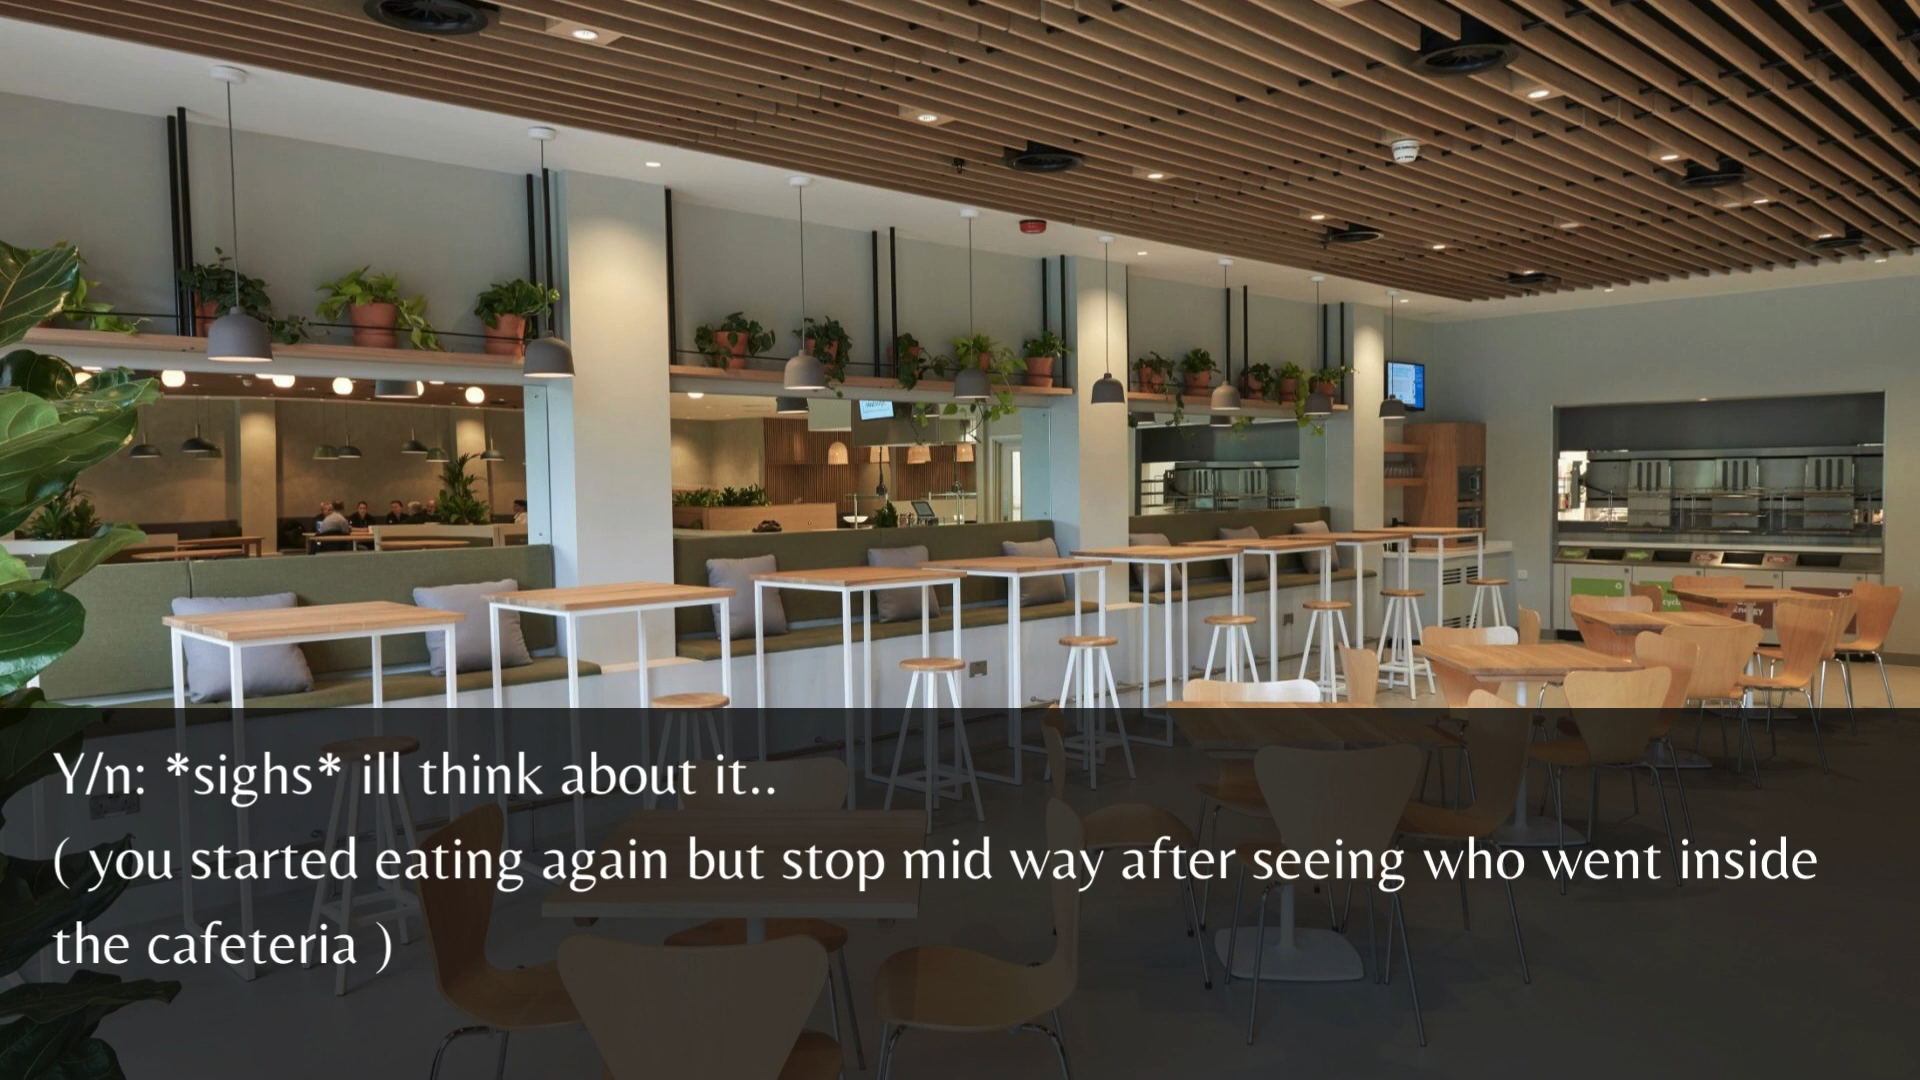 Y/n: *sighs* ill think about it..
( you started eating again but stop mid way after seeing who went inside
the cafeteria )